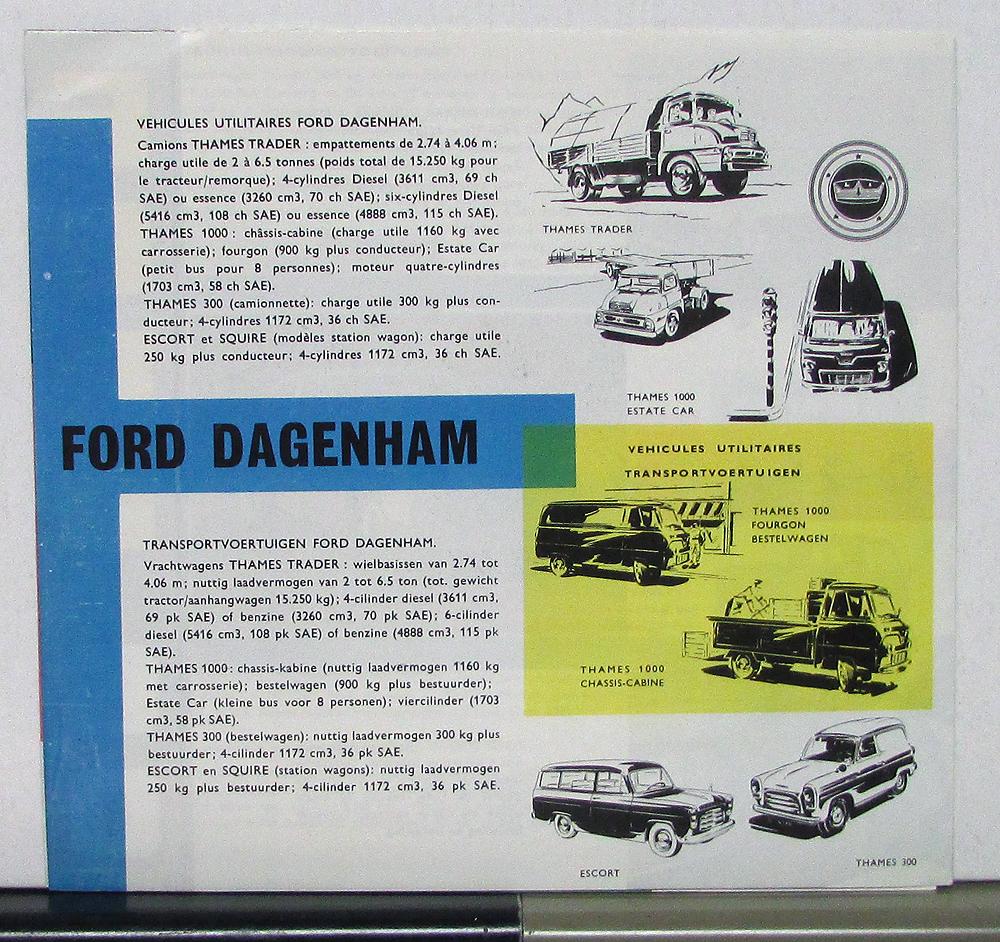 VEHICULES UTILITAIRES FORD DAGENHAM.
Camions THAMES TRADER : empattements de 2.74 à 4.06 m;
charge utile de 2 à 6.5 tonnes (poids total de 15.250 kg pour
le tracteur/remorque); 4-cylindres Diesel (3611 cm3, 69 ch
SAE) ou essence (3260 cm3, 70 ch SAE); six-cylindres Diesel
(5416 cm3, 108 ch SAE) ou essence (4888 cm3, 115 ch SAE).
THAMES 1000 : châssis-cabine (charge utile 1160 kg avec
carrosserie); fourgon (900 kg plus conducteur); Estate Car
(petit bus pour 8 personnes); moteur quatre-cylindres
(1703 cm3, 58 ch SAE).
THAMES 300 (camionnette): charge utile 300 kg plus con-
ducteur; 4-cylindres 1172 cm3, 36 ch SAE.
ESCORT et SQUIRE (modèles station wagon): charge utile
250 kg plus conducteur; 4-cylindres 1172 cm3, 36 ch SAE.
THAMES TRADER
THAMES 1000
ESTATE CAR
FORD DAGENHAM
VEHICULES UTILITAIRES
TRANSPORTVOERTUIGEN
THAMES 1000
FOURGON
BESTELWAGEN
THAMES 1000
CHASSIS-CABINE
TRANSPORTVOERTUIGEN FORD DAGENHAM.
Vrachtwagens THAMES TRADER : wielbasissen van 2.74 tot
4.06 m; nuttig laadvermogen van 2 tot 6.5 ton (tot. gewicht
tractor/aanhangwagen 15.250 kg); 4-cilinder diesel (3611 cm3,
69 pk SAE) of benzine (3260 cm3, 70 pk SAE); 6-cilinder
diesel (5416 cm3, 108 pk SAE) of benzine (4888 cm3, 115 pk
SAE).
THAMES 1000: chassis-kabine (nuttig laadvermogen 1160 kg
met carrosserie); bestelwagen (900 kg plus bestuurder);
Estate Car (kleine bus voor 8 personen); viercilinder (1703
cm3, 58 pk SAE).
THAMES 300 (bestelwagen): nuttig laadvermogen 300 kg plus
bestuurder; 4-cilinder 1172 cm3, 36 pk SAE.
ESCORT en SQUIRE (station wagons): nuttig laadvermogen
250 kg plus bestuurder; 4-cilinder 1172 cm3, 36 pk SAE.
ESCORT
THAMES 300